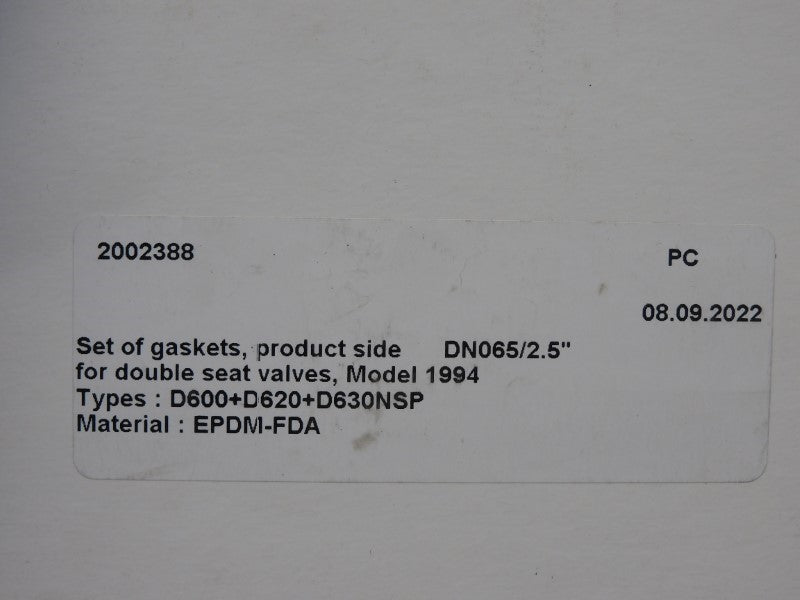 2002388 PC
08.09.2022
Set of gaskets, product side DN065/2.5"
for double seat valves, Model 1994
Types : D600+D620+D630NSP
Material : EPDM-FDA